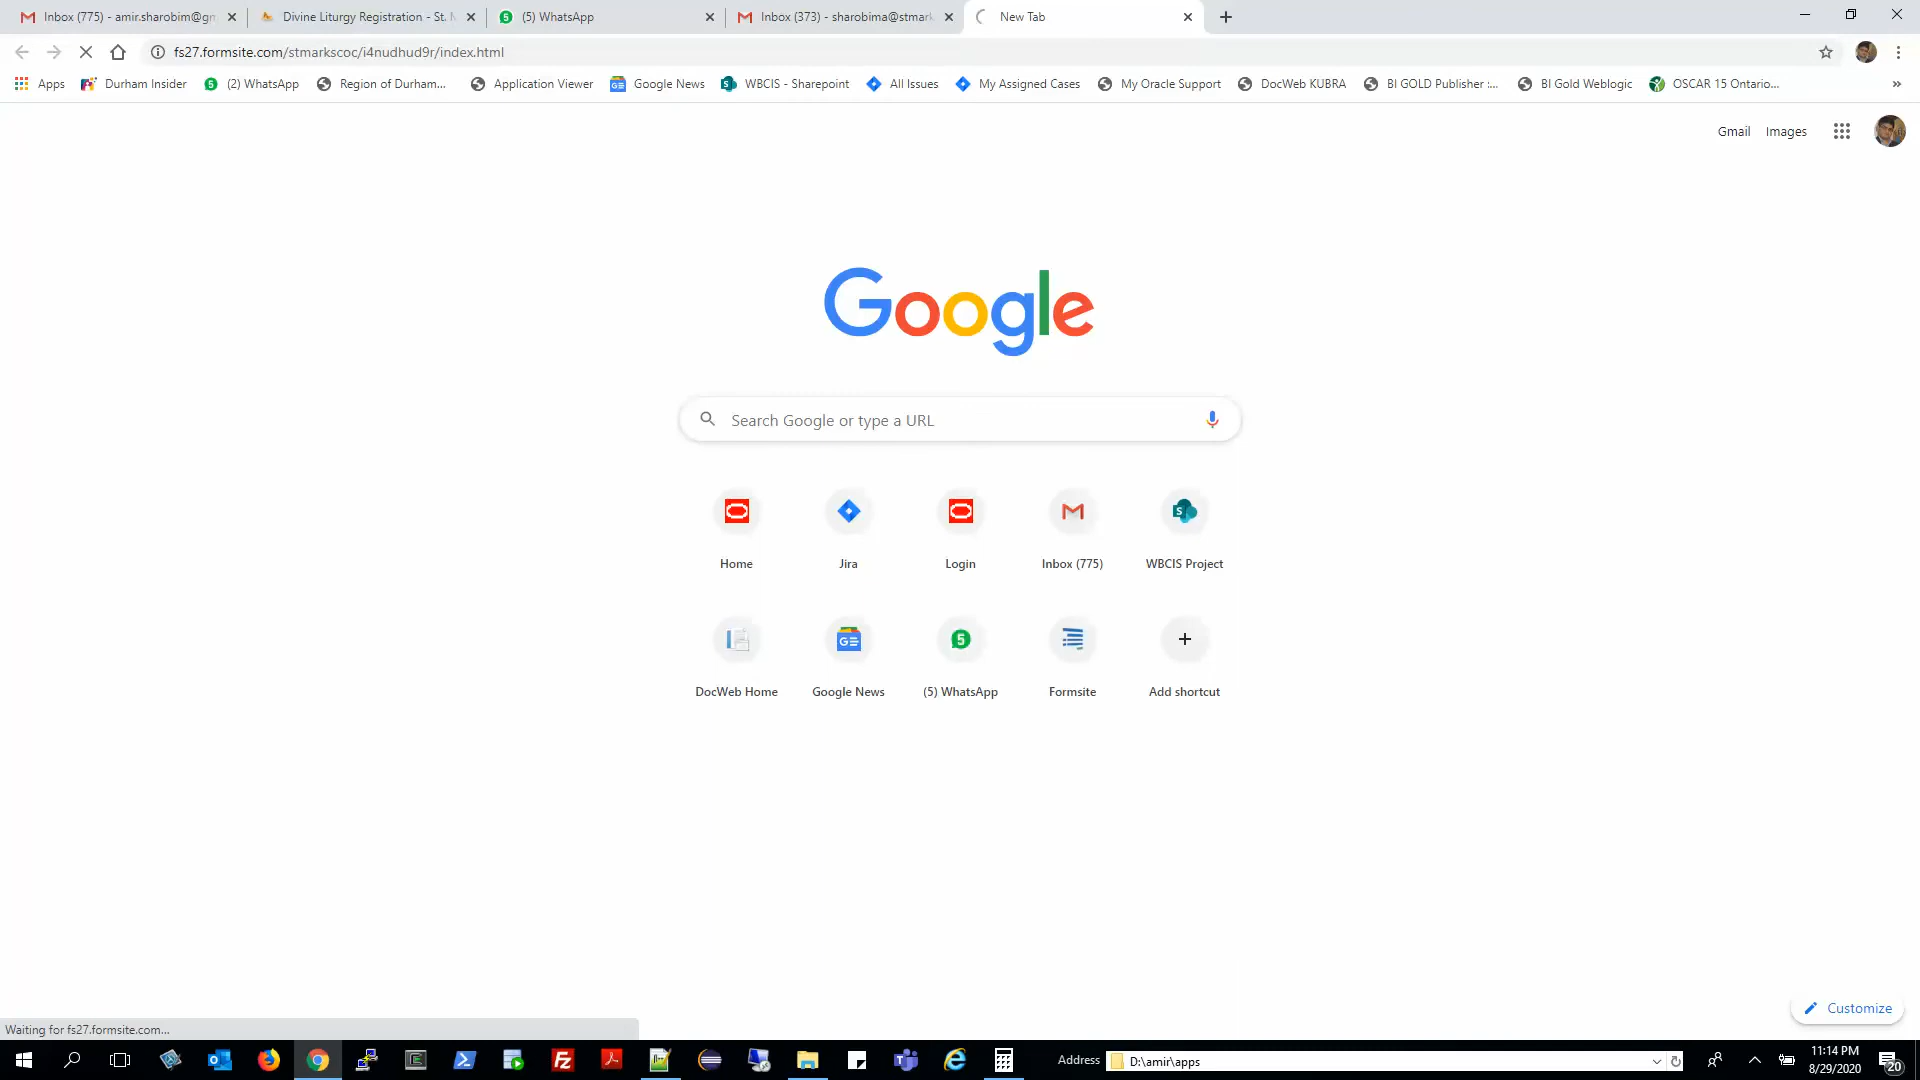 Inbox (775) - amir.sharobim@gm
Divine Liturgy Registration - St. M
(5) WhatsApp
Inbox (373) - sharobima@stmark
New Tab
fs27.formsite.com/stmarkscoc/i4nudhud9r/index.html
Apps
Durham Insider
(2) WhatsApp
Region of Durham...
Application Viewer
Google News
WBCIS - Sharepoint
All Issues
My Assigned Cases
My Oracle Support
DocWeb KUBRA
BI GOLD Publisher :...
BI Gold Weblogic
OSCAR 15 Ontario...
Gmail
Images
Google
Search Google or type a URL
Home
Jira
Login
Inbox (775)
WBCIS Project
DocWeb Home
Google News
(5) WhatsApp
Formsite
Add shortcut
Customize
Waiting for fs27.formsite.com...
Address
D:\amir\apps
11:14 PM
8/29/2020
20